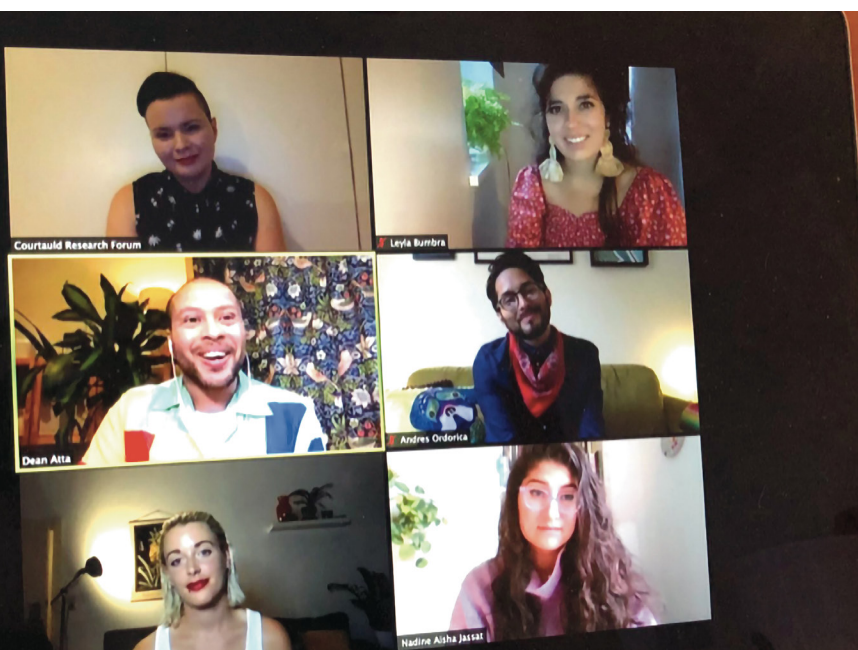 Courtauld Research Forum
Leyla Bumbra
Dean Atta
Andres Ordorica
Nadine Aisha Jassat